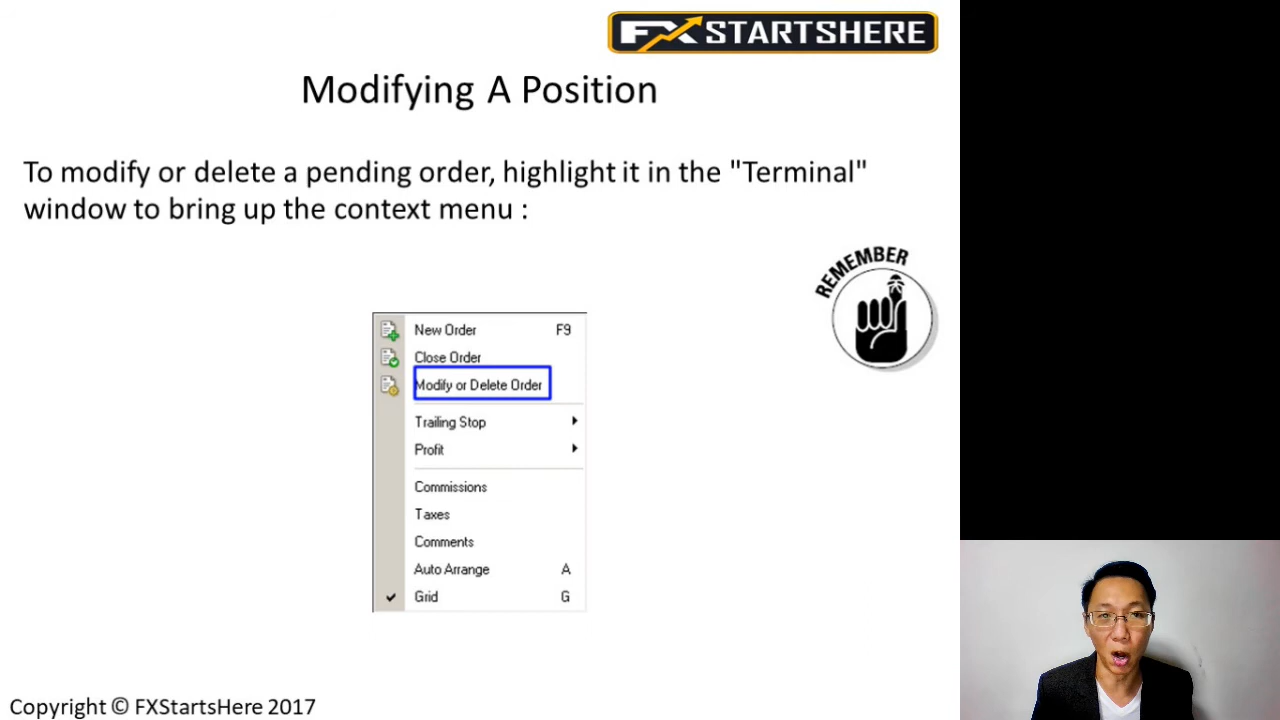 FX STARTSHERE
Modifying A Position
To modify or delete a pending order, highlight it in the "Terminal"
window to bring up the context menu :
REMEMBER
New Order F9
Close Order
Modify or Delete Order
Trailing Stop
Profit
Commissions
Taxes
Comments
Auto Arrange A
Grid G
Copyright © FXStartsHere 2017